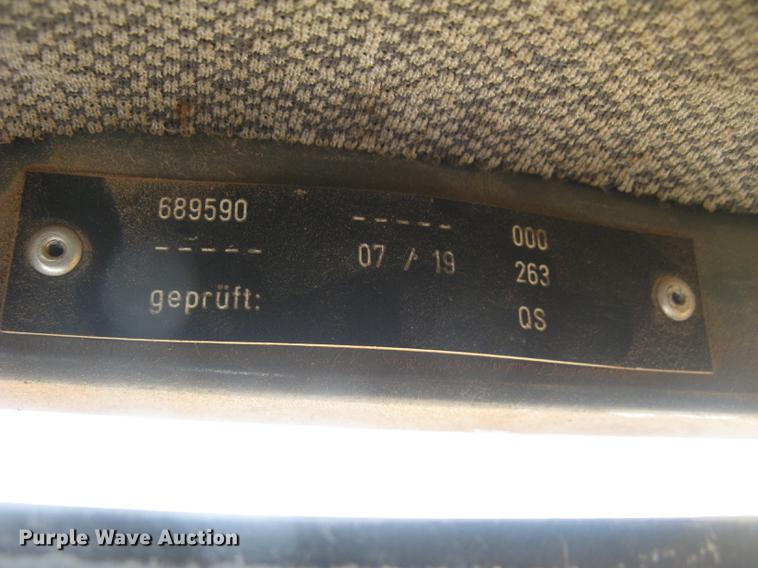 689590 ----- 000
----- 07 / 19 263
geprüft: QS
Purple Wave Auction